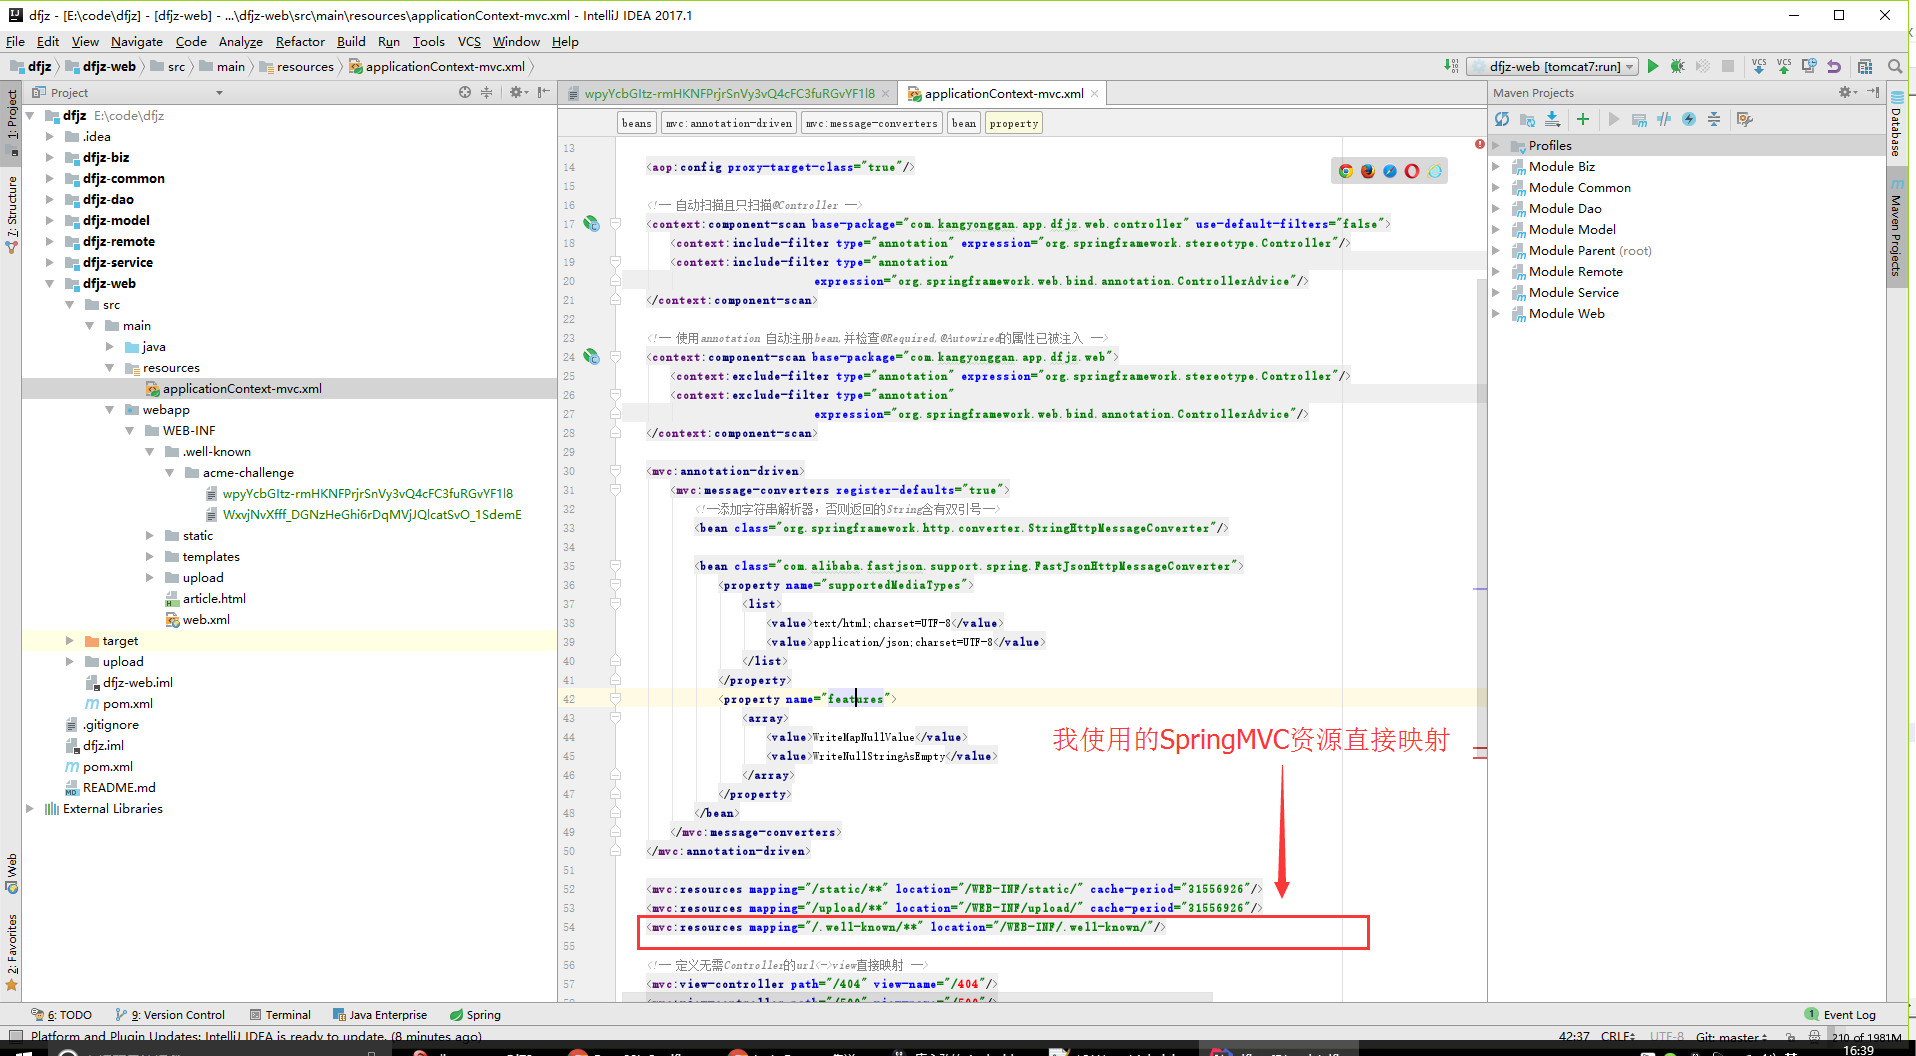 dfjz - [E:\code\dfjz] - [dfjz-web] - ...\dfjz-web\src\main\resources\applicationContext-mvc.xml - IntelliJ IDEA 2017.1
File Edit View Navigate Code Analyze Refactor Build Run Tools VCS Window Help
dfjz dfjz-web src main resources applicationContext-mvc.xml
dfjz-web [tomcat7:run]
Project
wpyYcbGItz-rmHKNFPrjrSnVy3vQ4cFC3fuRGvYF1l8
applicationContext-mvc.xml
Maven Projects
1: Project
7: Structure
Web
2: Favorites
dfjz E:\code\dfjz
.idea
dfjz-biz
dfjz-common
dfjz-dao
dfjz-model
dfjz-remote
dfjz-service
dfjz-web
src
main
java
resources
applicationContext-mvc.xml
webapp
WEB-INF
.well-known
acme-challenge
wpyYcbGItz-rmHKNFPrjrSnVy3vQ4cFC3fuRGvYF1l8
WxvjNvXfff_DGNzHeGhi6rDqMVjJQlcatSvO_1SdemE
static
templates
upload
article.html
web.xml
target
upload
dfjz-web.iml
pom.xml
.gitignore
dfjz.iml
pom.xml
README.md
External Libraries
beans mvc:annotation-driven mvc:message-converters bean property
13
14 <aop:config proxy-target-class="true"/>
15
16 <!-- 自动扫描且只扫描@Controller -->
17 <context:component-scan base-package="com.kangyonggan.app.dfjz.web.controller" use-default-filters="false">
18 <context:include-filter type="annotation" expression="org.springframework.stereotype.Controller"/>
19 <context:include-filter type="annotation"
20 expression="org.springframework.web.bind.annotation.ControllerAdvice"/>
21 </context:component-scan>
22
23 <!-- 使用annotation 自动注册bean,并检查@Required,@Autowired的属性已被注入 -->
24 <context:component-scan base-package="com.kangyonggan.app.dfjz.web">
25 <context:exclude-filter type="annotation" expression="org.springframework.stereotype.Controller"/>
26 <context:exclude-filter type="annotation"
27 expression="org.springframework.web.bind.annotation.ControllerAdvice"/>
28 </context:component-scan>
29
30 <mvc:annotation-driven>
31 <mvc:message-converters register-defaults="true">
32 <!--添加字符串解析器，否则返回的String含有双引号-->
33 <bean class="org.springframework.http.converter.StringHttpMessageConverter"/>
34
35 <bean class="com.alibaba.fastjson.support.spring.FastJsonHttpMessageConverter">
36 <property name="supportedMediaTypes">
37 <list>
38 <value>text/html;charset=UTF-8</value>
39 <value>application/json;charset=UTF-8</value>
40 </list>
41 </property>
42 <property name="features">
43 <array>
44 <value>WriteMapNullValue</value>
45 <value>WriteNullStringAsEmpty</value>
46 </array>
47 </property>
48 </bean>
49 </mvc:message-converters>
50 </mvc:annotation-driven>
51
52 <mvc:resources mapping="/static/**" location="/WEB-INF/static/" cache-period="31556926"/>
53 <mvc:resources mapping="/upload/**" location="/WEB-INF/upload/" cache-period="31556926"/>
54 <mvc:resources mapping="/.well-known/**" location="/WEB-INF/.well-known/"/>
55
56 <!-- 定义无需Controller的url<->view直接映射 -->
57 <mvc:view-controller path="/404" view-name="/404"/>
我使用的SpringMVC资源直接映射
Profiles
Module Biz
Module Common
Module Dao
Module Model
Module Parent (root)
Module Remote
Module Service
Module Web
Database
Maven Projects
6: TODO 9: Version Control Terminal Java Enterprise Spring
1 Event Log
Platform and Plugin Updates: IntelliJ IDEA is ready to update. (8 minutes ago)
42:37 CRLF UTF-8 Git: master 210 of 1981M
16:39